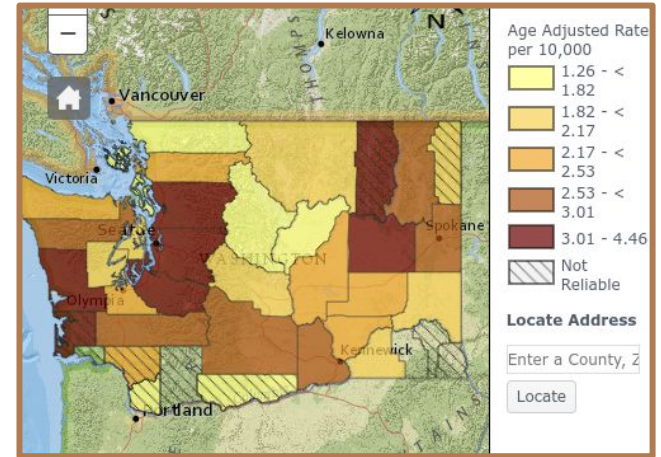 Kelowna
N
THOMPS
Vancouver
Victoria
Seattle
Spokane
WASHINGTON
Olympia
Kennewick
Portland
TAINS
Age Adjusted Rate
per 10,000
1.26 - <
1.82
1.82 - <
2.17
2.17 - <
2.53
2.53 - <
3.01
3.01 - 4.46
Not
Reliable
Locate Address
Enter a County, Z
Locate